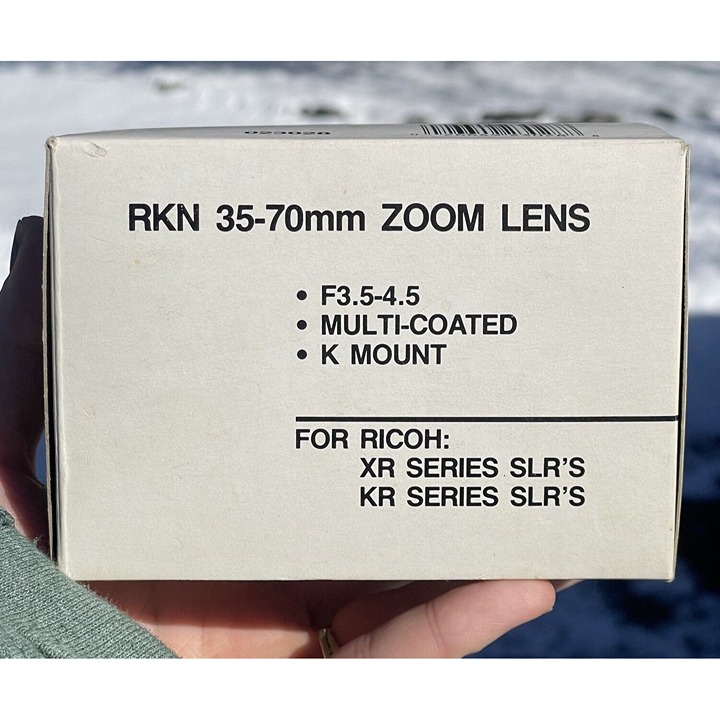 023028
RKN 35-70mm ZOOM LENS
• F3.5-4.5
• MULTI-COATED
• K MOUNT
FOR RICOH:
XR SERIES SLR'S
KR SERIES SLR'S